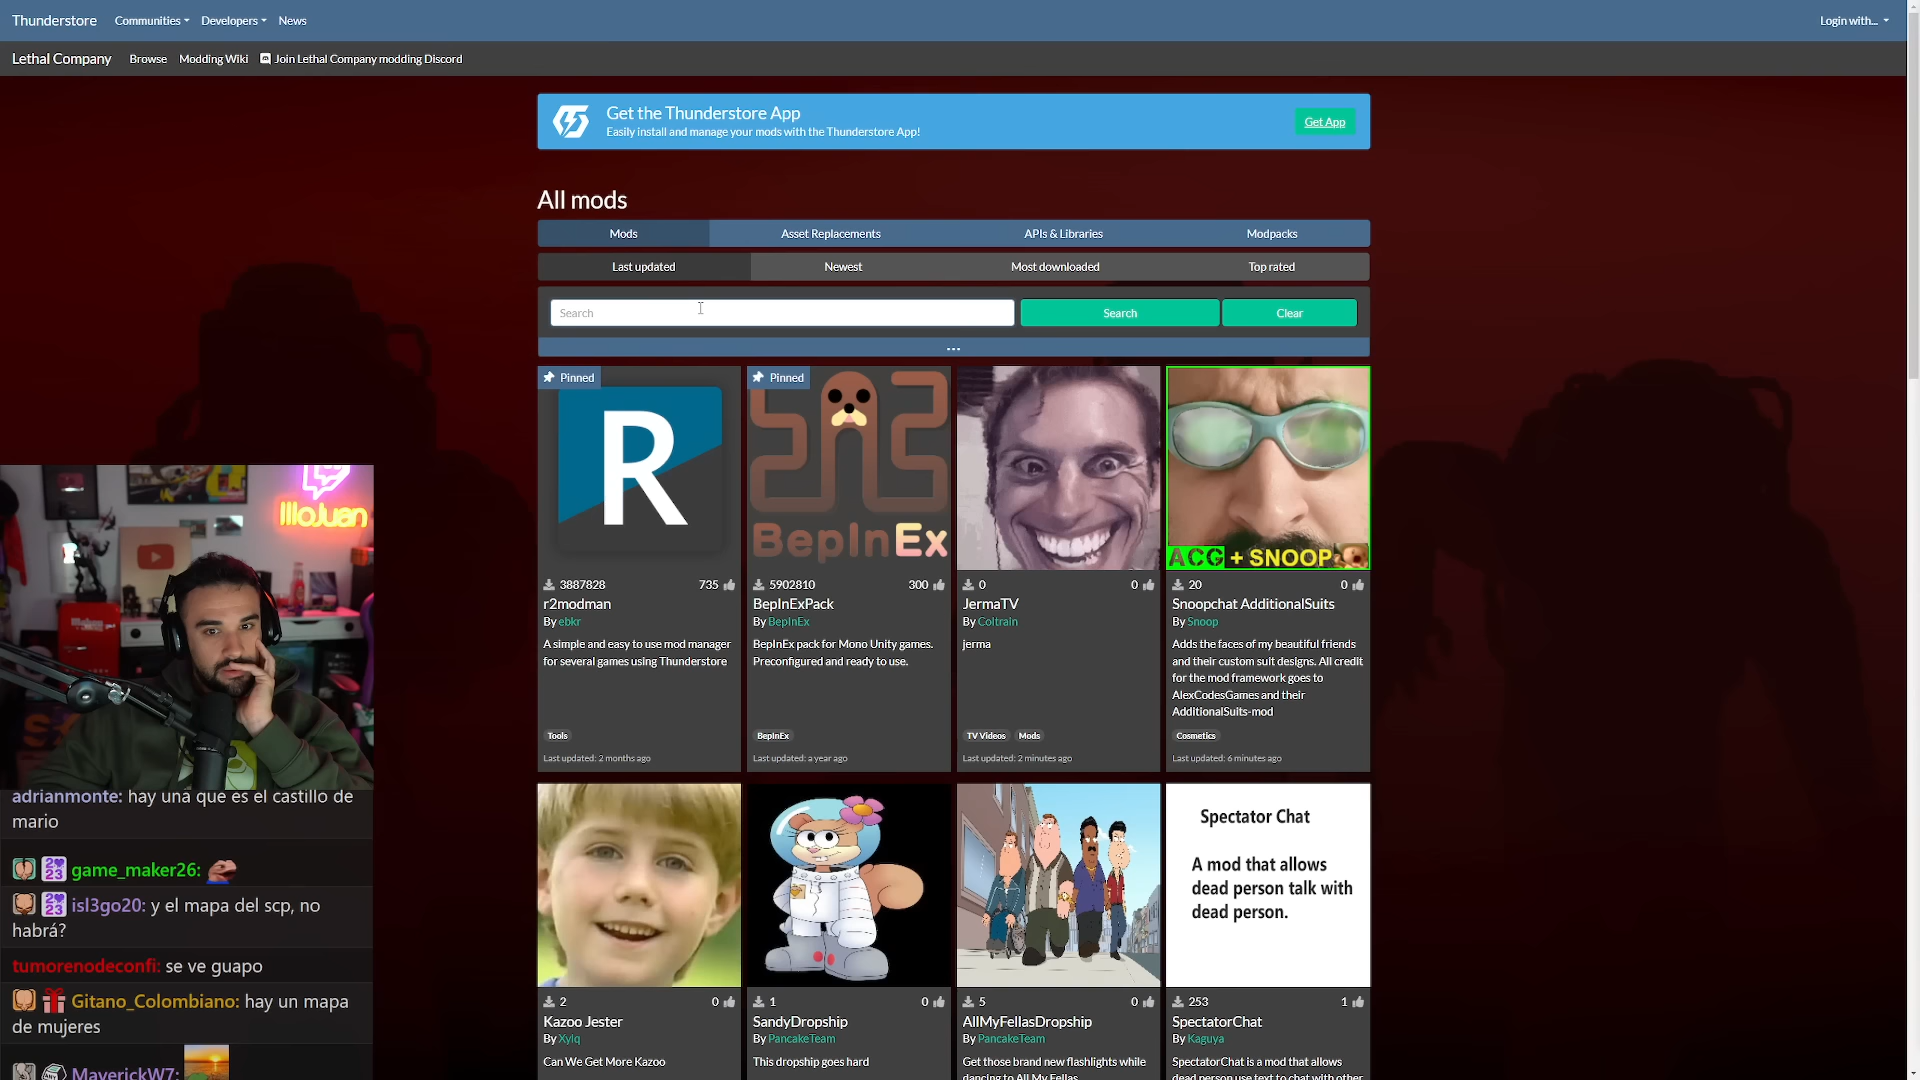 Thunderstore Communities Developers News Login with...
Lethal Company Browse Modding Wiki Join Lethal Company modding Discord
Get the Thunderstore App
Easily install and manage your mods with the Thunderstore App!
Get App
All mods
Mods Asset Replacements APIs & Libraries Modpacks
Last updated Newest Most downloaded Top rated
Search Search Clear
...
Pinned
R
3887828 735
r2modman
By ebkr
A simple and easy to use mod manager
for several games using Thunderstore
Tools
Last updated: 2 months ago
Pinned
BepInEx
5902810 300
BepInExPack
By BepInEx
BepInEx pack for Mono Unity games.
Preconfigured and ready to use.
BepInEx
Last updated: a year ago
0 0
JermaTV
By Coltrain
jerma
TV Videos Mods
Last updated: 2 minutes ago
ACG + SNOOP
20 0
Snoopchat AdditionalSuits
By Snoop
Adds the faces of my beautiful friends
and their custom suit designs. All credit
for the mod framework goes to
AlexCodesGames and their
AdditionalSuits-mod
Cosmetics
Last updated: 6 minutes ago
2 0
Kazoo Jester
By Xylq
Can We Get More Kazoo
1 0
SandyDropship
By PancakeTeam
This dropship goes hard
5 0
AllMyFellasDropship
By PancakeTeam
Get those brand new flashlights while
dancing to All My Fellas
Spectator Chat
A mod that allows
dead person talk with
dead person.
253 1
SpectatorChat
By Kaguya
SpectatorChat is a mod that allows
dead person use text to chat with other
IlloJuan
adrianmonte: hay una que es el castillo de
mario
game_maker26:
isl3go20: y el mapa del scp, no
habrá?
tumorenodeconfi: se ve guapo
Gitano_Colombiano: hay un mapa
de mujeres
MaverickW7: